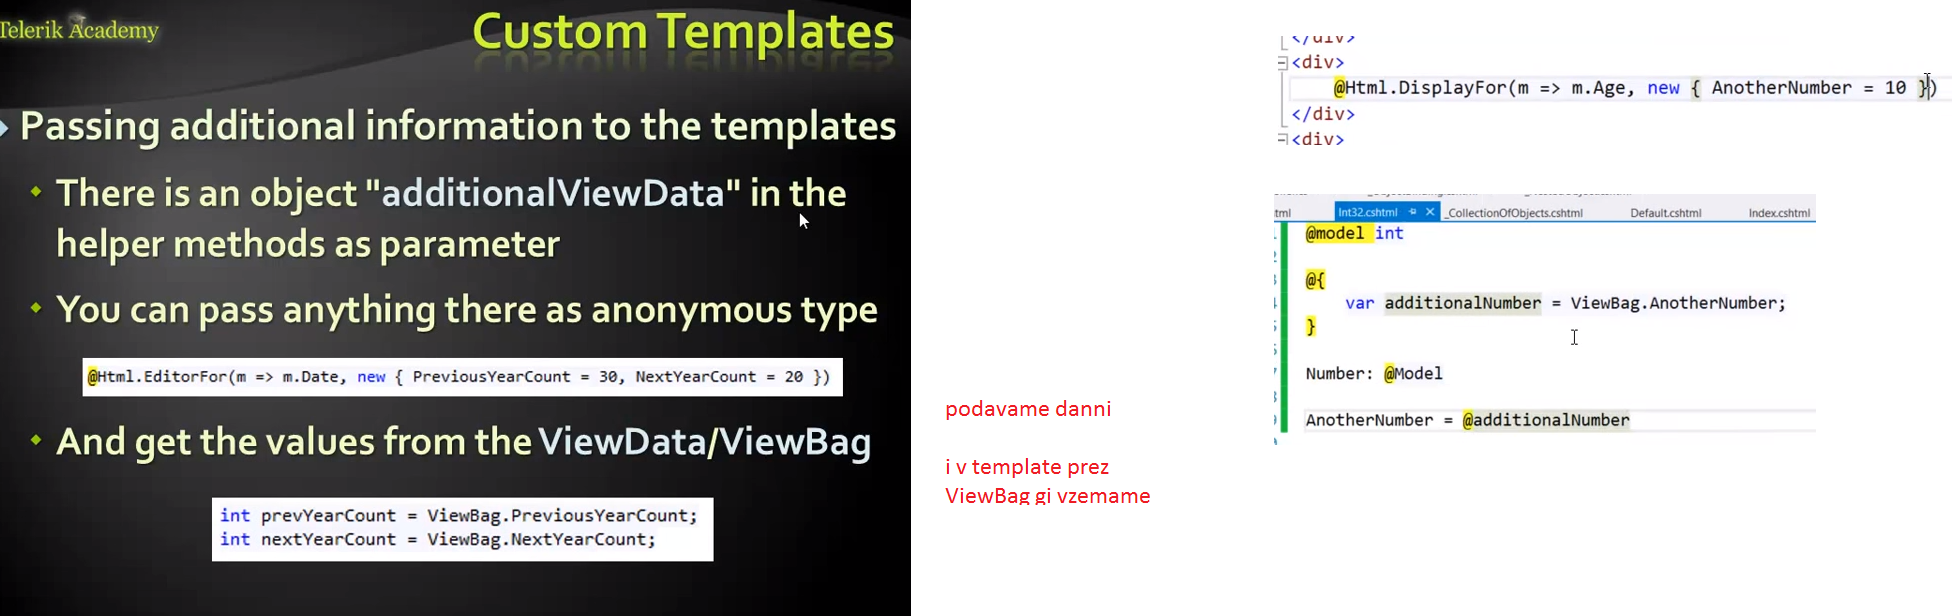 Telerik Academy
Custom Templates
Passing additional information to the templates
There is an object "additionalViewData" in the
helper methods as parameter
You can pass anything there as anonymous type
@Html.EditorFor(m => m.Date, new { PreviousYearCount = 30, NextYearCount = 20 })
And get the values from the ViewData/ViewBag
int prevYearCount = ViewBag.PreviousYearCount;
int nextYearCount = ViewBag.NextYearCount;
podavame danni
i v template prez
ViewBag gi vzemame
</div>
<div>
@Html.DisplayFor(m => m.Age, new { AnotherNumber = 10 })
</div>
<div>
tml Int32.cshtml _CollectionOfObjects.cshtml Default.cshtml Index.cshtml
@model int
@{
var additionalNumber = ViewBag.AnotherNumber;
}
Number: @Model
AnotherNumber = @additionalNumber